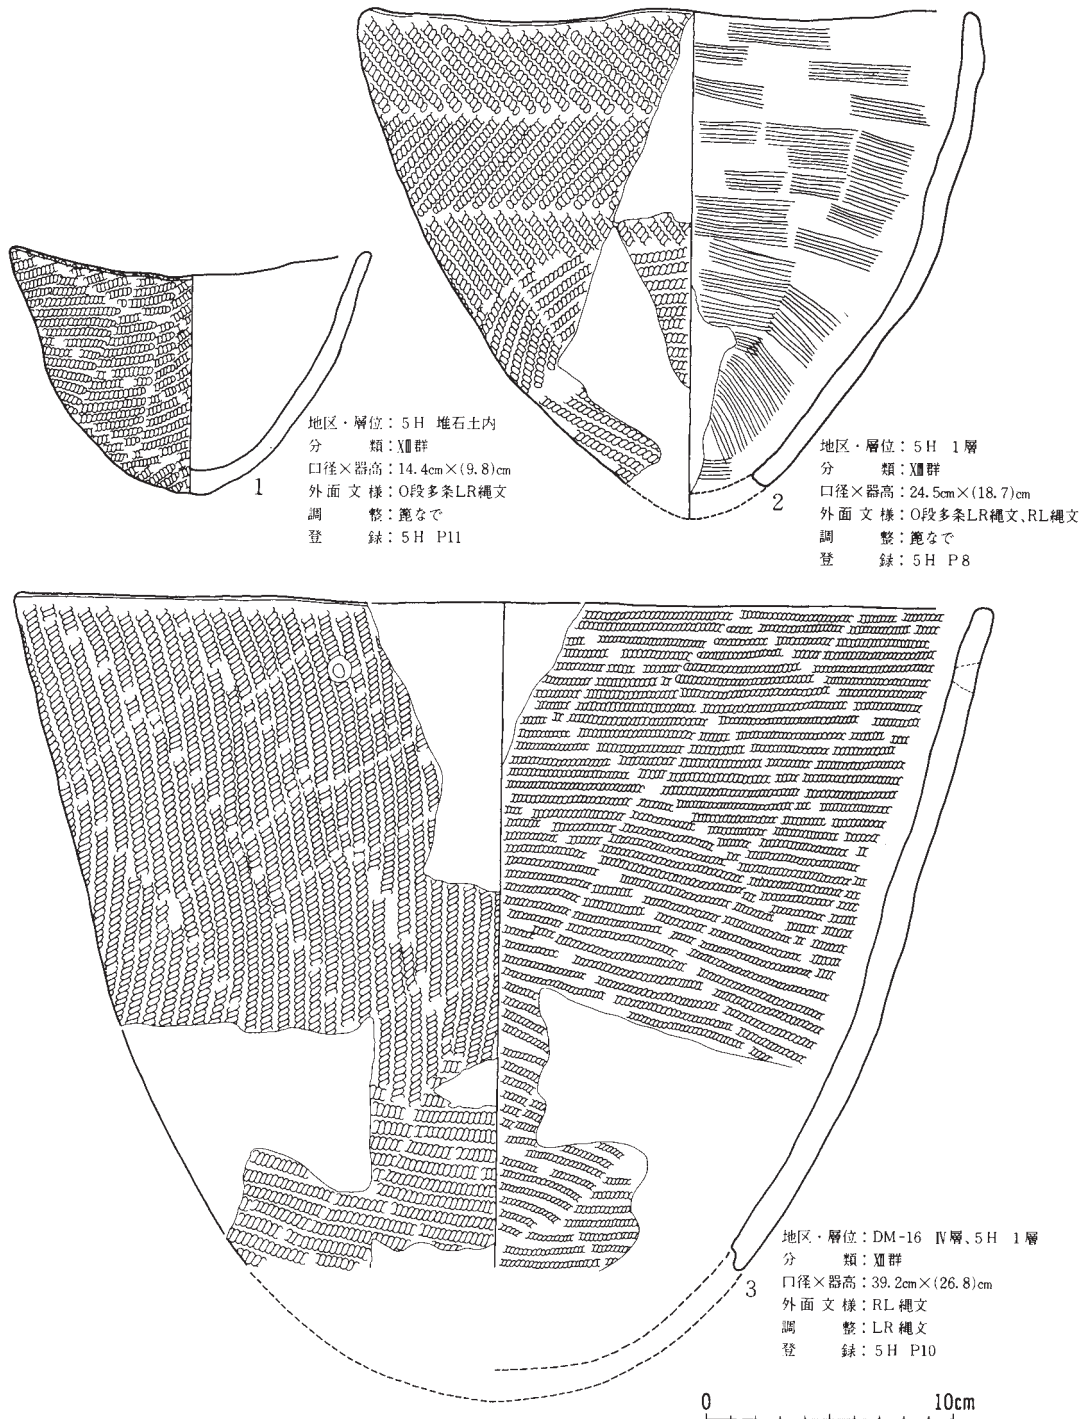 1
地区・層位：5H 堆石土内
分類：ⅩⅢ群
口径×器高：14.4cm×(9.8)cm
外面文様：O段多条LR縄文
調整：箆なで
登録：5H P11
2
地区・層位：5H 1層
分類：ⅩⅢ群
口径×器高：24.5cm×(18.7)cm
外面文様：O段多条LR縄文、RL縄文
調整：箆なで
登録：5H P8
3
地区・層位：DM-16 Ⅳ層、5H 1層
分類：Ⅻ群
口径×器高：39.2cm×(26.8)cm
外面文様：RL縄文
調整：LR縄文
登録：5H P10
0 10cm